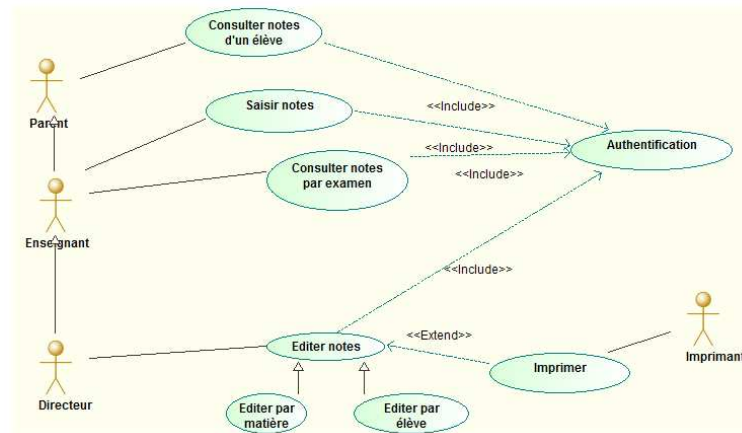 Consulter notes
d'un élève
Parent
Saisir notes
<<Include>>
Authentification
<<Include>>
Consulter notes
par examen
<<Include>>
Enseignant
<<Include>>
<<Extend>>
Editer notes
Imprimer
Imprimant
Directeur
Editer par
matière
Editer par
élève